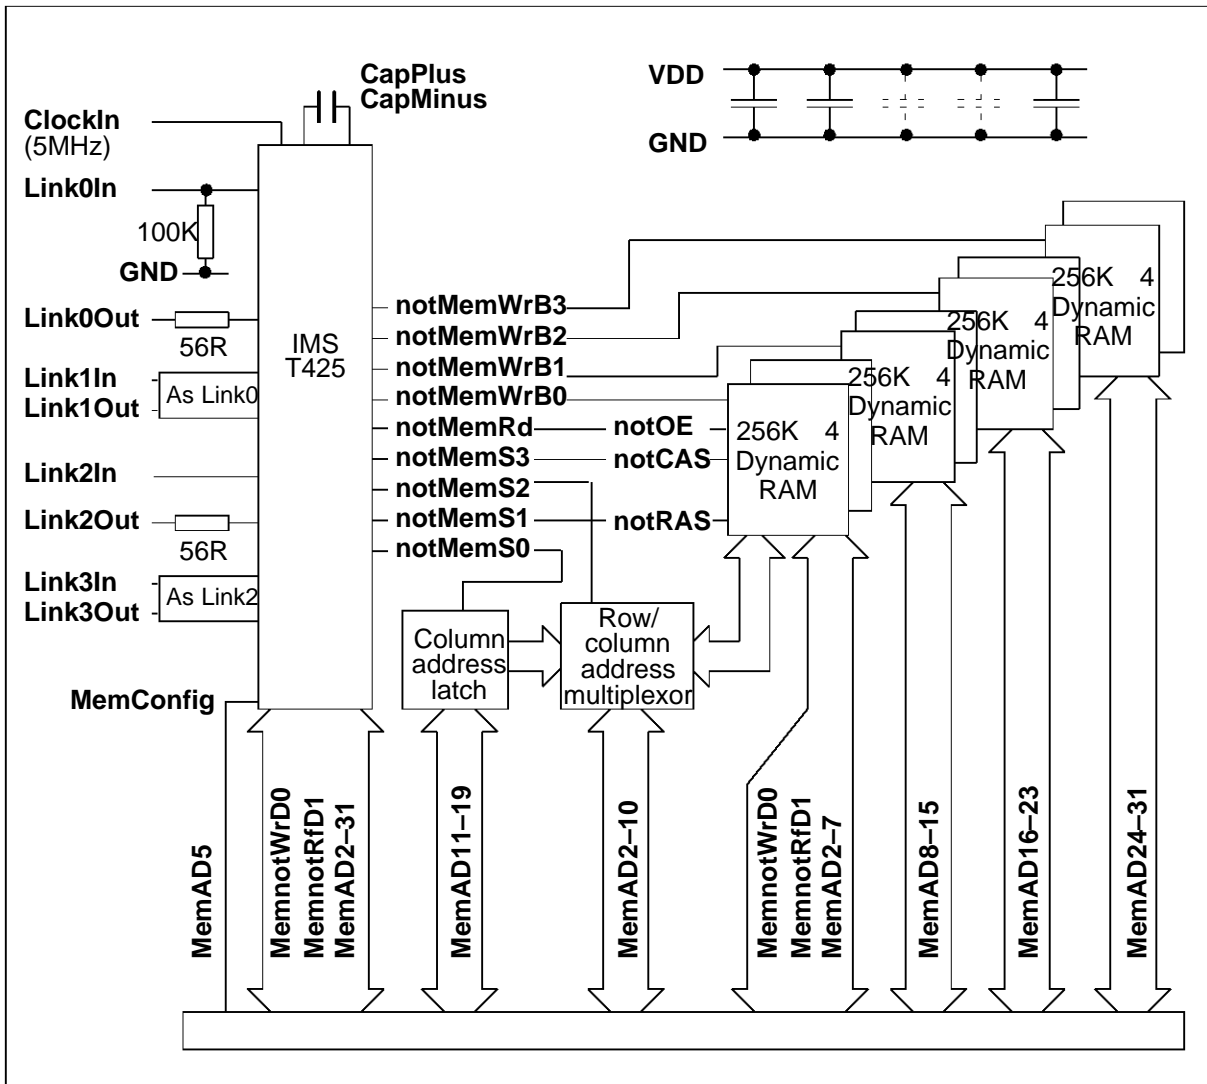 CapPlus
CapMinus
VDD
GND
ClockIn
(5MHz)
Link0In
100K
GND
Link0Out
56R
Link1In
Link1Out
As Link0
Link2In
Link2Out
56R
Link3In
Link3Out
As Link2
MemConfig
IMS
T425
notMemWrB3
notMemWrB2
notMemWrB1
notMemWrB0
notMemRd
notMemS3
notMemS2
notMemS1
notMemS0
notOE
notCAS
notRAS
256K 4
Dynamic
RAM
256K 4
Dynamic
RAM
256K 4
Dynamic
RAM
256K 4
Dynamic
RAM
Column
address
latch
Row/
column
address
multiplexor
MemAD5
MemnotWrD0
MemnotRfD1
MemAD2–31
MemAD11–19
MemAD2–10
MemnotWrD0
MemnotRfD1
MemAD2–7
MemAD8–15
MemAD16–23
MemAD24–31